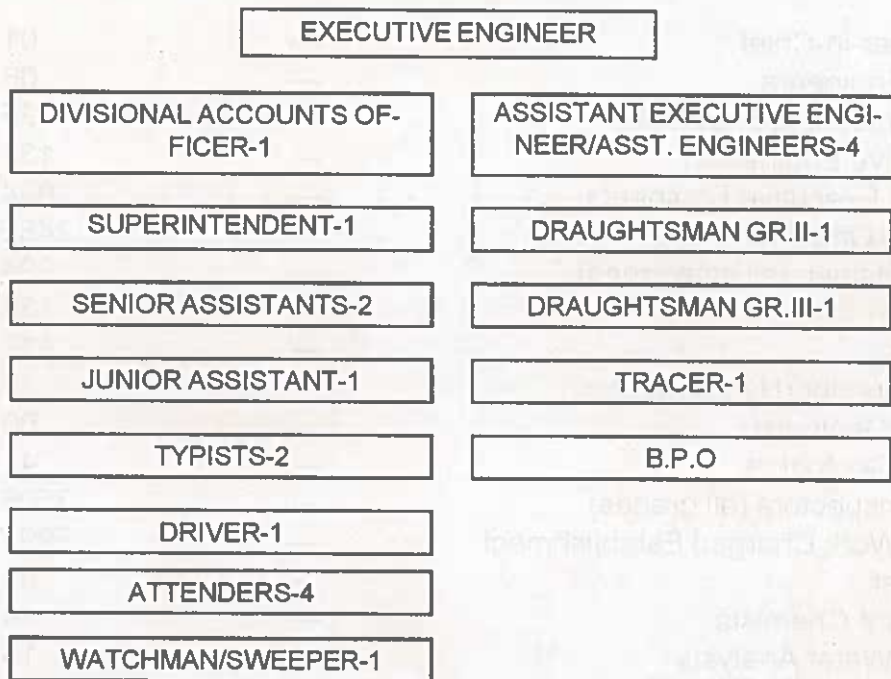 EXECUTIVE ENGINEER
DIVISIONAL ACCOUNTS OF-
FICER-1
SUPERINTENDENT-1
SENIOR ASSISTANTS-2
JUNIOR ASSISTANT-1
TYPISTS-2
DRIVER-1
ATTENDERS-4
WATCHMAN/SWEEPER-1
ASSISTANT EXECUTIVE ENGI-
NEER/ASST. ENGINEERS-4
DRAUGHTSMAN GR.II-1
DRAUGHTSMAN GR.III-1
TRACER-1
B.P.O